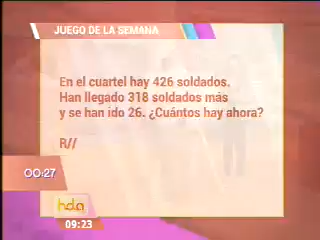 JUEGO DE LA SEMANA
En el cuartel hay 426 soldados.
Han llegado 318 soldados más
y se han ido 26. ¿Cuántos hay ahora?
R//
00:27
hda
09:23